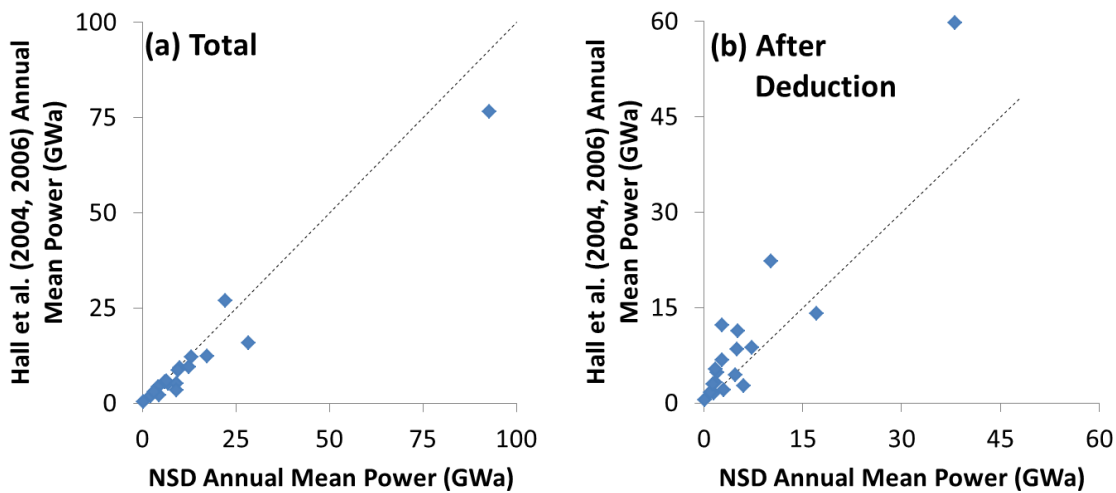 (a) Total
Hall et al. (2004, 2006) Annual
Mean Power (GWa)
100
75
50
25
0
0 25 50 75 100
NSD Annual Mean Power (GWa)
(b) After
Deduction
Hall et al. (2004, 2006) Annual
Mean Power (GWa)
60
45
30
15
0
0 15 30 45 60
NSD Annual Mean Power (GWa)